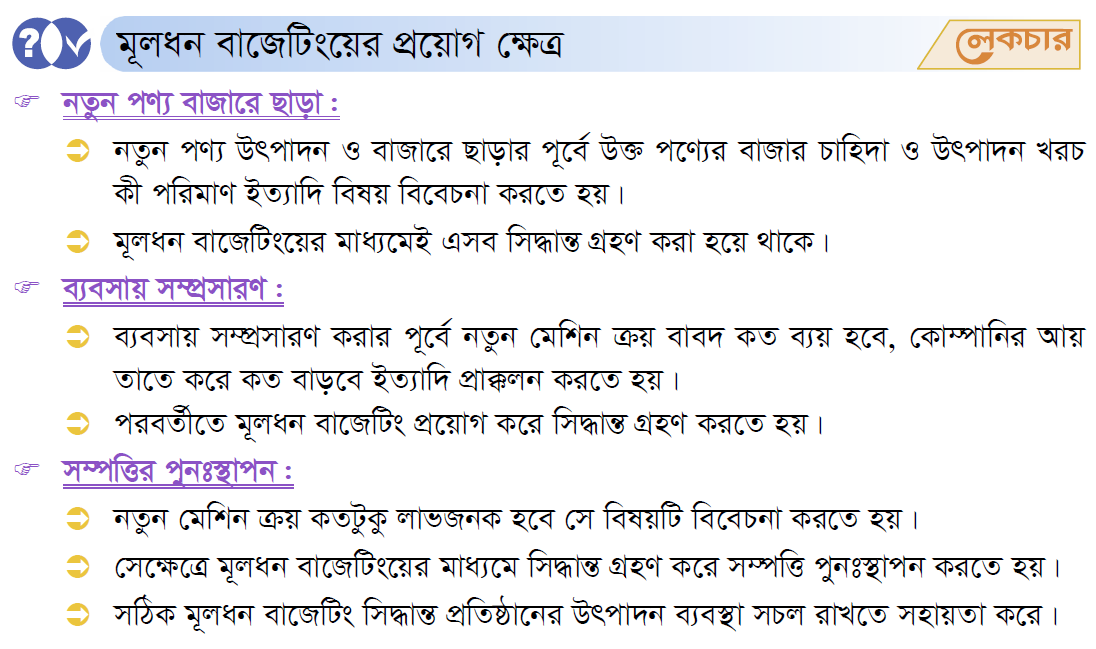 মূলধন বাজেটিংয়ের প্রয়োগ ক্ষেত্র
লেকচার
নতুন পণ্য বাজারে ছাড়া :
নতুন পণ্য উৎপাদন ও বাজারে ছাড়ার পূর্বে উক্ত পণ্যের বাজার চাহিদা ও উৎপাদন খরচ
কী পরিমাণ ইত্যাদি বিষয় বিবেচনা করতে হয়।
মূলধন বাজেটিংয়ের মাধ্যমেই এসব সিদ্ধান্ত গ্রহণ করা হয়ে থাকে।
ব্যবসায় সম্প্রসারণ :
ব্যবসায় সম্প্রসারণ করার পূর্বে নতুন মেশিন ক্রয় বাবদ কত ব্যয় হবে, কোম্পানির আয়
তাতে করে কত বাড়বে ইত্যাদি প্রাক্কলন করতে হয়।
পরবর্তীতে মূলধন বাজেটিং প্রয়োগ করে সিদ্ধান্ত গ্রহণ করতে হয়।
সম্পত্তির পুনঃস্থাপন :
নতুন মেশিন ক্রয় কতটুকু লাভজনক হবে সে বিষয়টি বিবেচনা করতে হয়।
সেক্ষেত্রে মূলধন বাজেটিংয়ের মাধ্যমে সিদ্ধান্ত গ্রহণ করে সম্পত্তি পুনঃস্থাপন করতে হয়।
সঠিক মূলধন বাজেটিং সিদ্ধান্ত প্রতিষ্ঠানের উৎপাদন ব্যবস্থা সচল রাখতে সহায়তা করে।